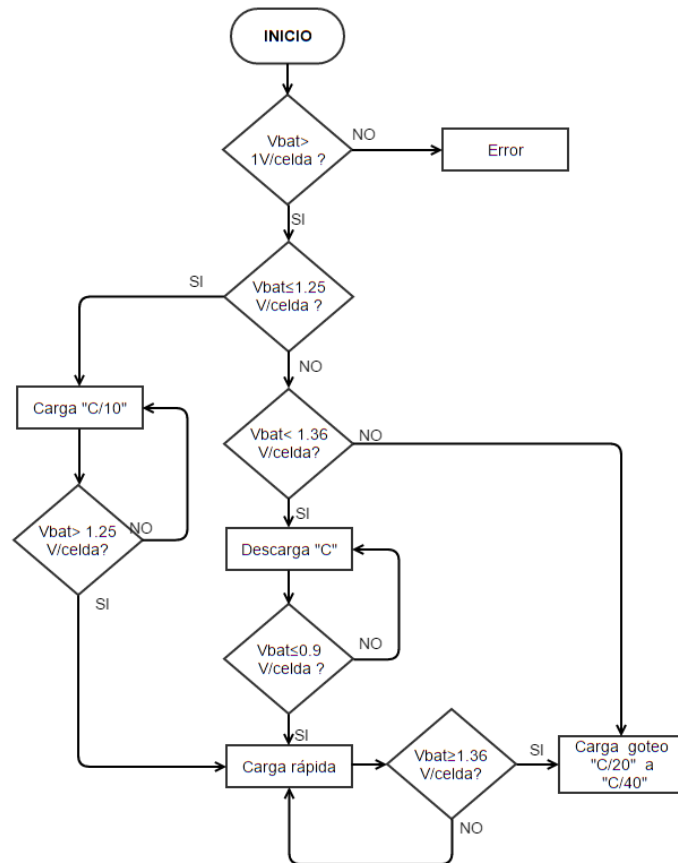 INICIO
Vbat>
1V/celda ?
NO
Error
SI
Vbat≤1.25
V/celda ?
SI
NO
Carga "C/10"
Vbat< 1.36
V/celda?
NO
SI
Vbat> 1.25
V/celda?
NO
SI
Descarga "C"
Vbat≤0.9
V/celda ?
NO
SI
Carga rápida
Vbat≥1.36
V/celda?
SI
NO
Carga goteo
"C/20" a
"C/40"